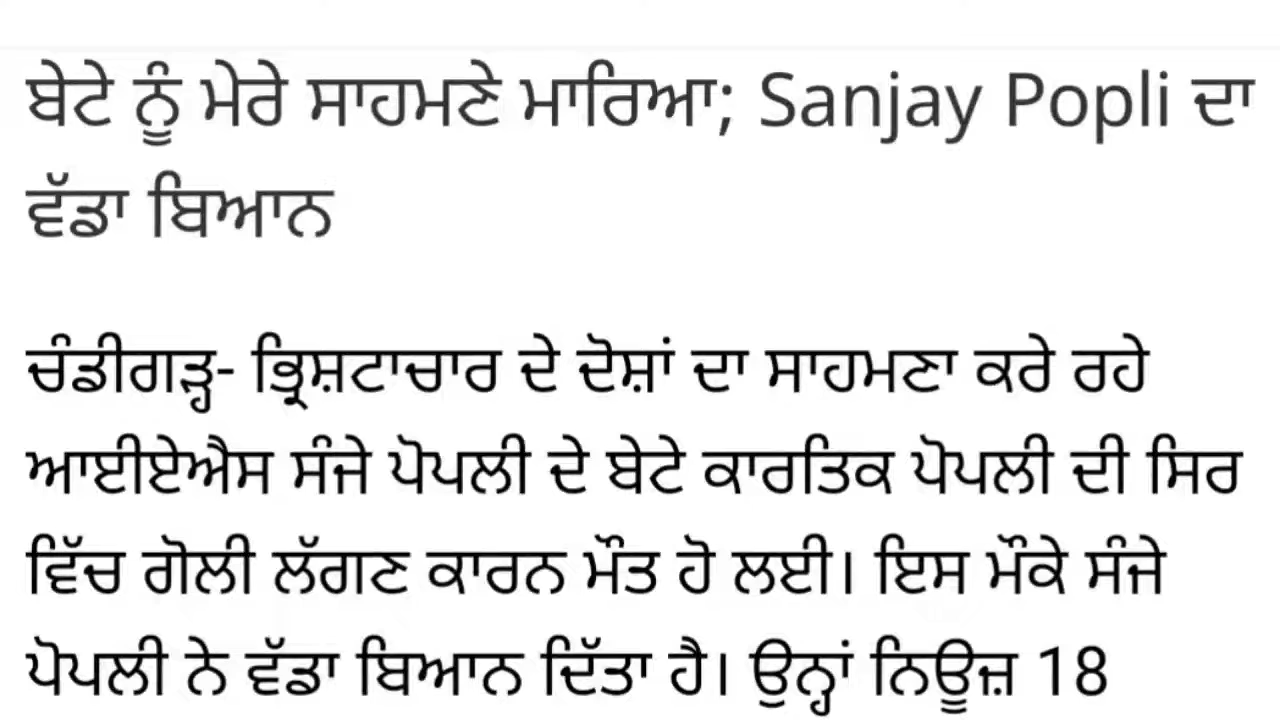 ਬੇਟੇ ਨੂੰ ਮੇਰੇ ਸਾਹਮਣੇ ਮਾਰਿਆ; Sanjay Popli ਦਾ
ਵੱਡਾ ਬਿਆਨ
ਚੰਡੀਗੜ੍ਹ- ਭ੍ਰਿਸ਼ਟਾਚਾਰ ਦੇ ਦੋਸ਼ਾਂ ਦਾ ਸਾਹਮਣਾ ਕਰੇ ਰਹੇ
ਆਈਏਐਸ ਸੰਜੇ ਪੋਪਲੀ ਦੇ ਬੇਟੇ ਕਾਰਤਿਕ ਪੋਪਲੀ ਦੀ ਸਿਰ
ਵਿੱਚ ਗੋਲੀ ਲੱਗਣ ਕਾਰਨ ਮੌਤ ਹੋ ਲਈ। ਇਸ ਮੌਕੇ ਸੰਜੇ
ਪੋਪਲੀ ਨੇ ਵੱਡਾ ਬਿਆਨ ਦਿੱਤਾ ਹੈ। ਉਨ੍ਹਾਂ ਨਿਊਜ਼ 18